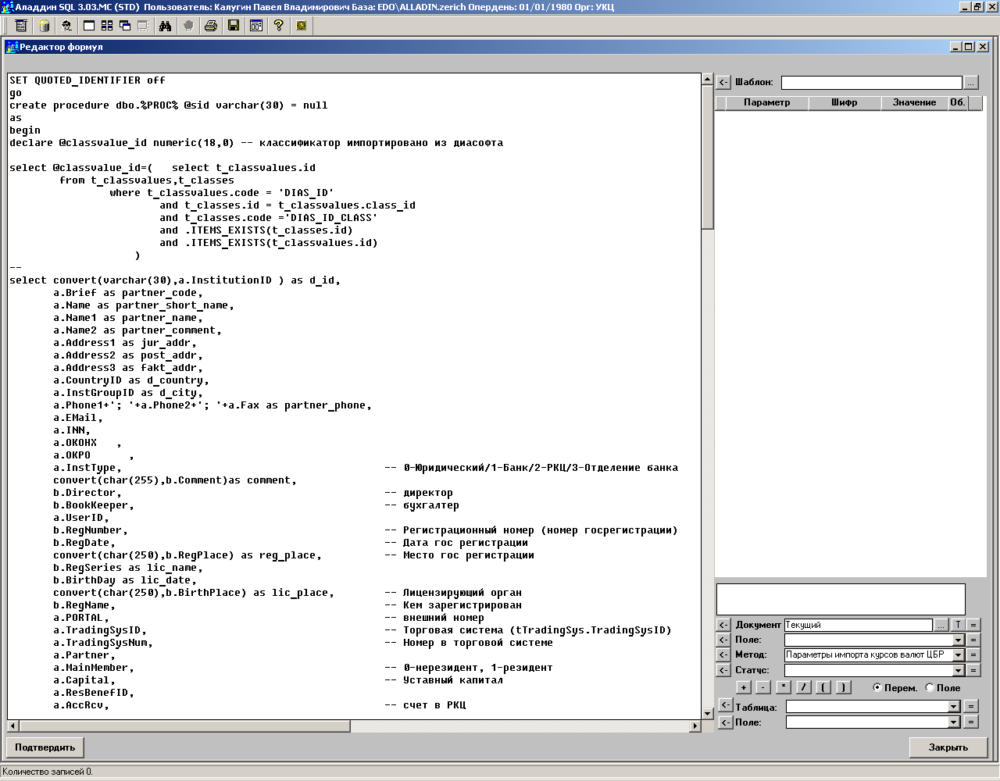 Аладдин SQL 3.03.MC (STD)  Пользователь: Калугин Павел Владимирович База: EDO\ALLADIN.zerich Опердень: 01/01/1980 Орг: УКЦ
Редактор формул
SET QUOTED_IDENTIFIER off
go
create procedure dbo.%PROC% @sid varchar(30) = null
as
begin
declare @classvalue_id numeric(18,0) -- классификатор импортировано из диасофта
select @classvalue_id=(   select t_classvalues.id
from t_classvalues,t_classes
where t_classvalues.code = 'DIAS_ID'
and t_classes.id = t_classvalues.class_id
and t_classes.code ='DIAS_ID_CLASS'
and .ITEMS_EXISTS(t_classes.id)
and .ITEMS_EXISTS(t_classvalues.id)
)
--
select convert(varchar(30),a.InstitutionID ) as d_id,
a.Brief as partner_code,
a.Name as partner_short_name,
a.Name1 as partner_name,
a.Name2 as partner_comment,
a.Address1 as jur_addr,
a.Address2 as post_addr,
a.Address3 as fakt_addr,
a.CountryID as d_country,
a.InstGroupID as d_city,
a.Phone1+'; '+a.Phone2+'; '+a.Fax as partner_phone,
a.EMail,
a.INN,
a.OKOHX   ,
a.OKPO      ,
a.InstType, -- 0-Юридический/1-Банк/2-РКЦ/3-Отделение банка
convert(char(255),b.Comment)as comment,
b.Director, -- директор
b.BookKeeper, -- бухгалтер
a.UserID,
b.RegNumber, -- Регистрационный номер (номер госрегистрации)
b.RegDate, -- Дата гос регистрации
convert(char(250),b.RegPlace) as reg_place, -- Место гос регистрации
b.RegSeries as lic_name,
b.BirthDay as lic_date,
convert(char(250),b.BirthPlace) as lic_place, -- Лицензирующий орган
b.RegName, -- Кем зарегистрирован
a.PORTAL, -- внешний номер
a.TradingSysID, -- Торговая система (tTradingSys.TradingSysID)
a.TradingSysNum, -- Номер в торговой системе
a.Partner,
a.MainMember, -- 0-нерезидент, 1-резидент
a.Capital, -- Уставный капитал
a.ResBenefID,
a.AccRcv, -- счет в РКЦ
<- Шаблон: ...
Параметр Шифр Значение Об.
<- Документ Текущий ... T =
<- Поле: =
<- Метод: Параметры импорта курсов валют ЦБР =
<- Статус: =
+ - * / ( ) Перем. Поле
<- Таблица: =
<- Поле: =
Подтвердить Закрыть
Количество записей 0.